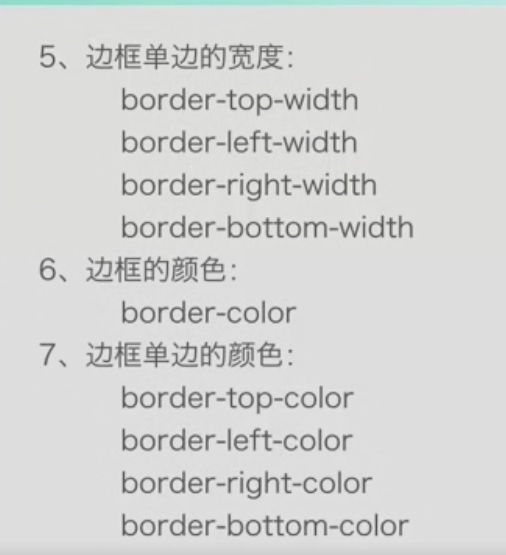 5、边框单边的宽度：
border-top-width
border-left-width
border-right-width
border-bottom-width
6、边框的颜色：
border-color
7、边框单边的颜色：
border-top-color
border-left-color
border-right-color
border-bottom-color